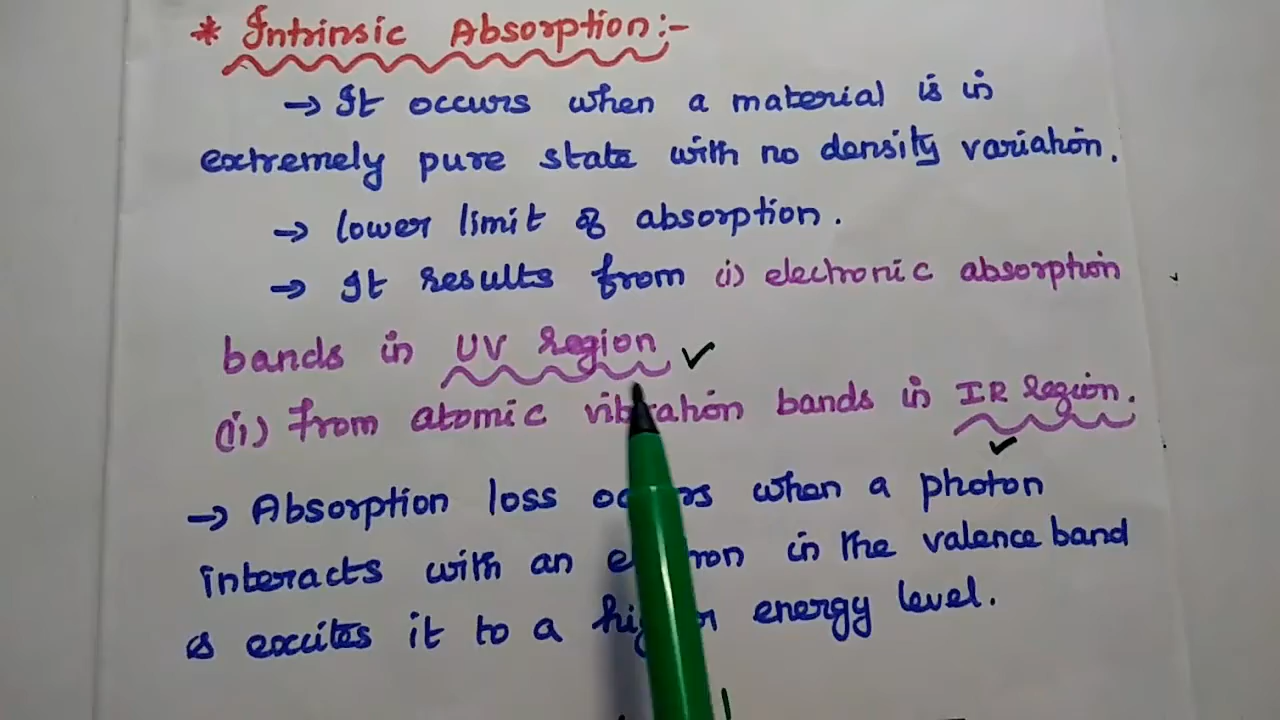 * Intrinsic Absorption:-
→ It occurs when a material is in
extremely pure state with no density variation.
→ lower limit of absorption.
→ It results from (i) electronic absorption
bands in UV region ✓
(ii) from atomic vibration bands in IR region.
✓
→ Absorption loss occurs when a photon
interacts with an electron in the valence band
& excites it to a higher energy level.